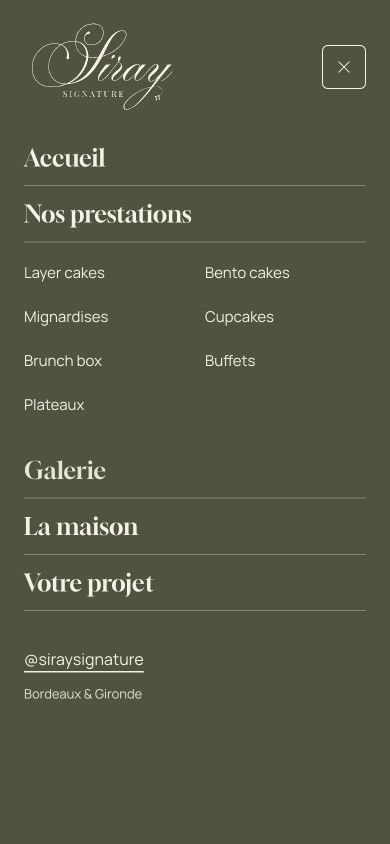 Siray
SIGNATURE
Accueil
Nos prestations
Layer cakes
Bento cakes
Mignardises
Cupcakes
Brunch box
Buffets
Plateaux
Galerie
La maison
Votre projet
@siraysignature
Bordeaux & Gironde